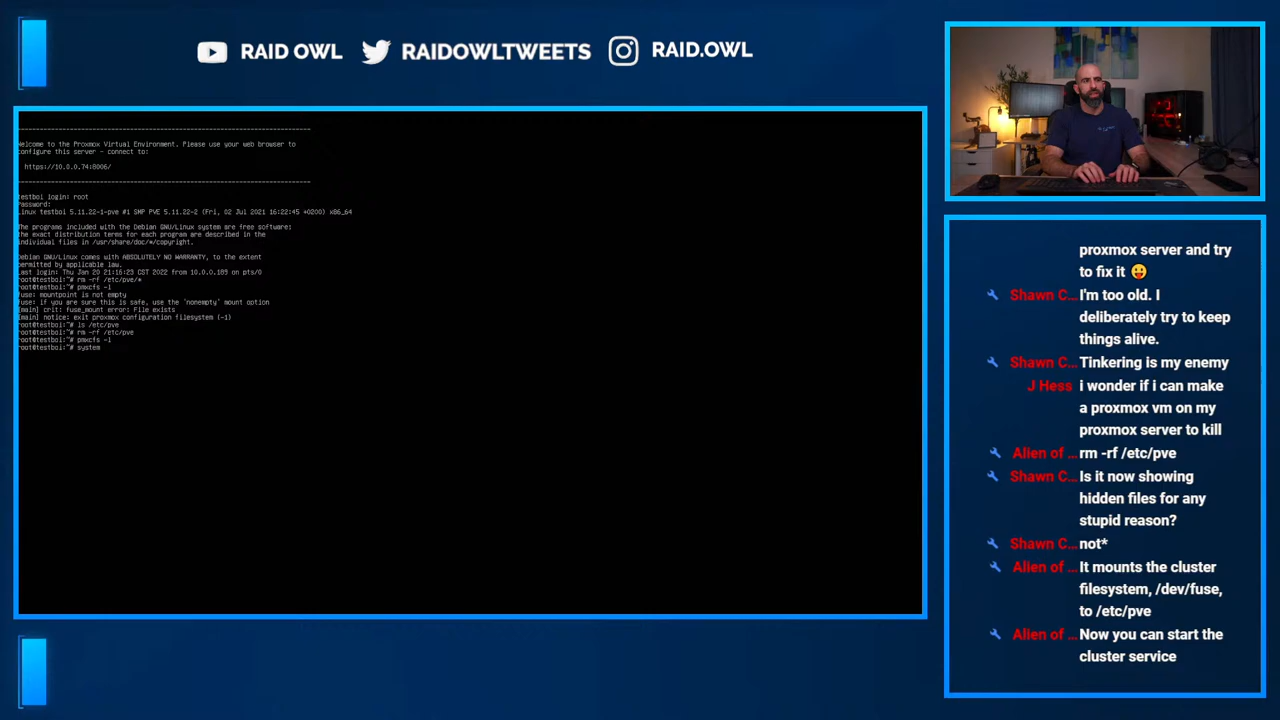 RAID OWL
RAIDOWLTWEETS
RAID.OWL
--------------------------------------------------------------------------------
Welcome to the Proxmox Virtual Environment. Please use your web browser to
configure this server - connect to:
https://10.0.0.74:8006/
--------------------------------------------------------------------------------
testboi login: root
Password:
Linux testboi 5.11.22-1-pve #1 SMP PVE 5.11.22-2 (Fri, 02 Jul 2021 16:22:45 +0200) x86_64
The programs included with the Debian GNU/Linux system are free software;
the exact distribution terms for each program are described in the
individual files in /usr/share/doc/*/copyright.
Debian GNU/Linux comes with ABSOLUTELY NO WARRANTY, to the extent
permitted by applicable law.
Last login: Thu Jan 20 21:16:23 CST 2022 from 10.0.0.189 on pts/0
root@testboi:~# rm -rf /etc/pve/*
root@testboi:~# pmxcfs -l
fuse: mountpoint is not empty
fuse: if you are sure this is safe, use the 'nonempty' mount option
[main] crit: fuse_mount error: File exists
[main] notice: exit proxmox configuration filesystem (-1)
root@testboi:~# ls /etc/pve
root@testboi:~# rm -rf /etc/pve
root@testboi:~# pmxcfs -l
root@testboi:~# system
proxmox server and try
to fix it 😜
Shawn C... I'm too old. I
deliberately try to keep
things alive.
Shawn C... Tinkering is my enemy
J Hess i wonder if i can make
a proxmox vm on my
proxmox server to kill
Alien of ... rm -rf /etc/pve
Shawn C... Is it now showing
hidden files for any
stupid reason?
Shawn C... not*
Alien of ... It mounts the cluster
filesystem, /dev/fuse,
to /etc/pve
Alien of ... Now you can start the
cluster service